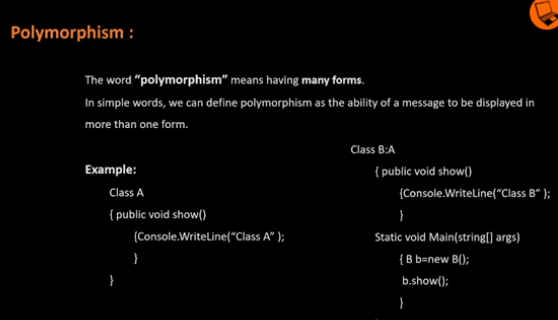 Polymorphism :
The word “polymorphism” means having many forms.
In simple words, we can define polymorphism as the ability of a message to be displayed in
more than one form.
Example:
Class A
{ public void show()
{Console.WriteLine(“Class A” );
}
}
Class B:A
{ public void show()
{Console.WriteLine(“Class B” );
}
Static void Main(string[] args)
{ B b=new B();
b.show();
}